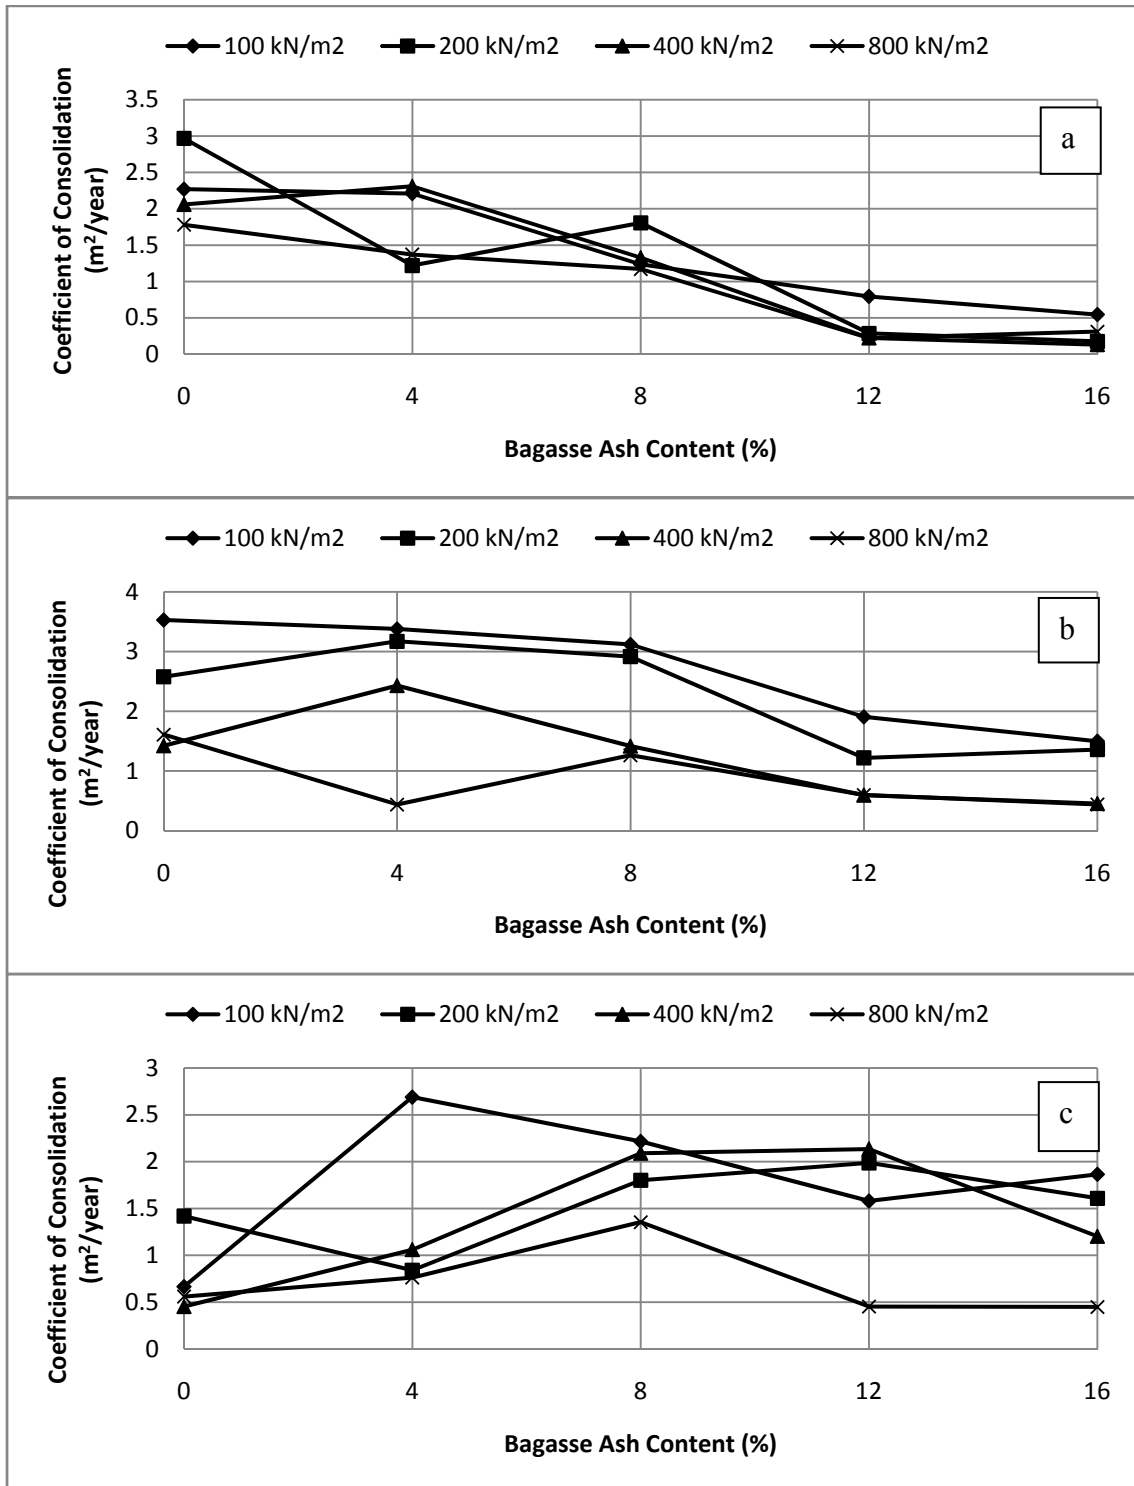 100 kN/m2 200 kN/m2 400 kN/m2 800 kN/m2
Coefficient of Consolidation
(m²/year)
3.5
3
2.5
2
1.5
1
0.5
0
a
0 4 8 12 16
Bagasse Ash Content (%)
100 kN/m2 200 kN/m2 400 kN/m2 800 kN/m2
Coefficient of Consolidation
(m²/year)
4
3
2
1
0
b
0 4 8 12 16
Bagasse Ash Content (%)
100 kN/m2 200 kN/m2 400 kN/m2 800 kN/m2
Coefficient of Consolidation
(m²/year)
3
2.5
2
1.5
1
0.5
0
c
0 4 8 12 16
Bagasse Ash Content (%)